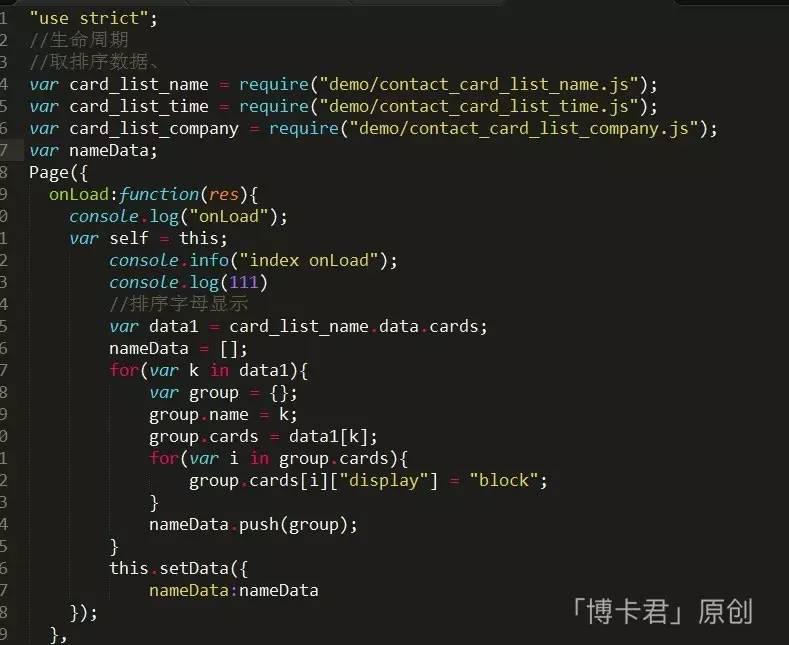 1 "use strict";
2 //生命周期
3 //取排序数据、
4 var card_list_name = require("demo/contact_card_list_name.js");
5 var card_list_time = require("demo/contact_card_list_time.js");
6 var card_list_company = require("demo/contact_card_list_company.js");
7 var nameData;
8 Page({
9 onLoad:function(res){
0 console.log("onLoad");
1 var self = this;
2 console.info("index onLoad");
3 console.log(111)
4 //排序字母显示
5 var data1 = card_list_name.data.cards;
6 nameData = [];
7 for(var k in data1){
8 var group = {};
9 group.name = k;
0 group.cards = data1[k];
1 for(var i in group.cards){
2 group.cards[i]["display"] = "block";
3 }
4 nameData.push(group);
5 }
6 this.setData({
7 nameData:nameData
8 });
9 },
「博卡君」原创